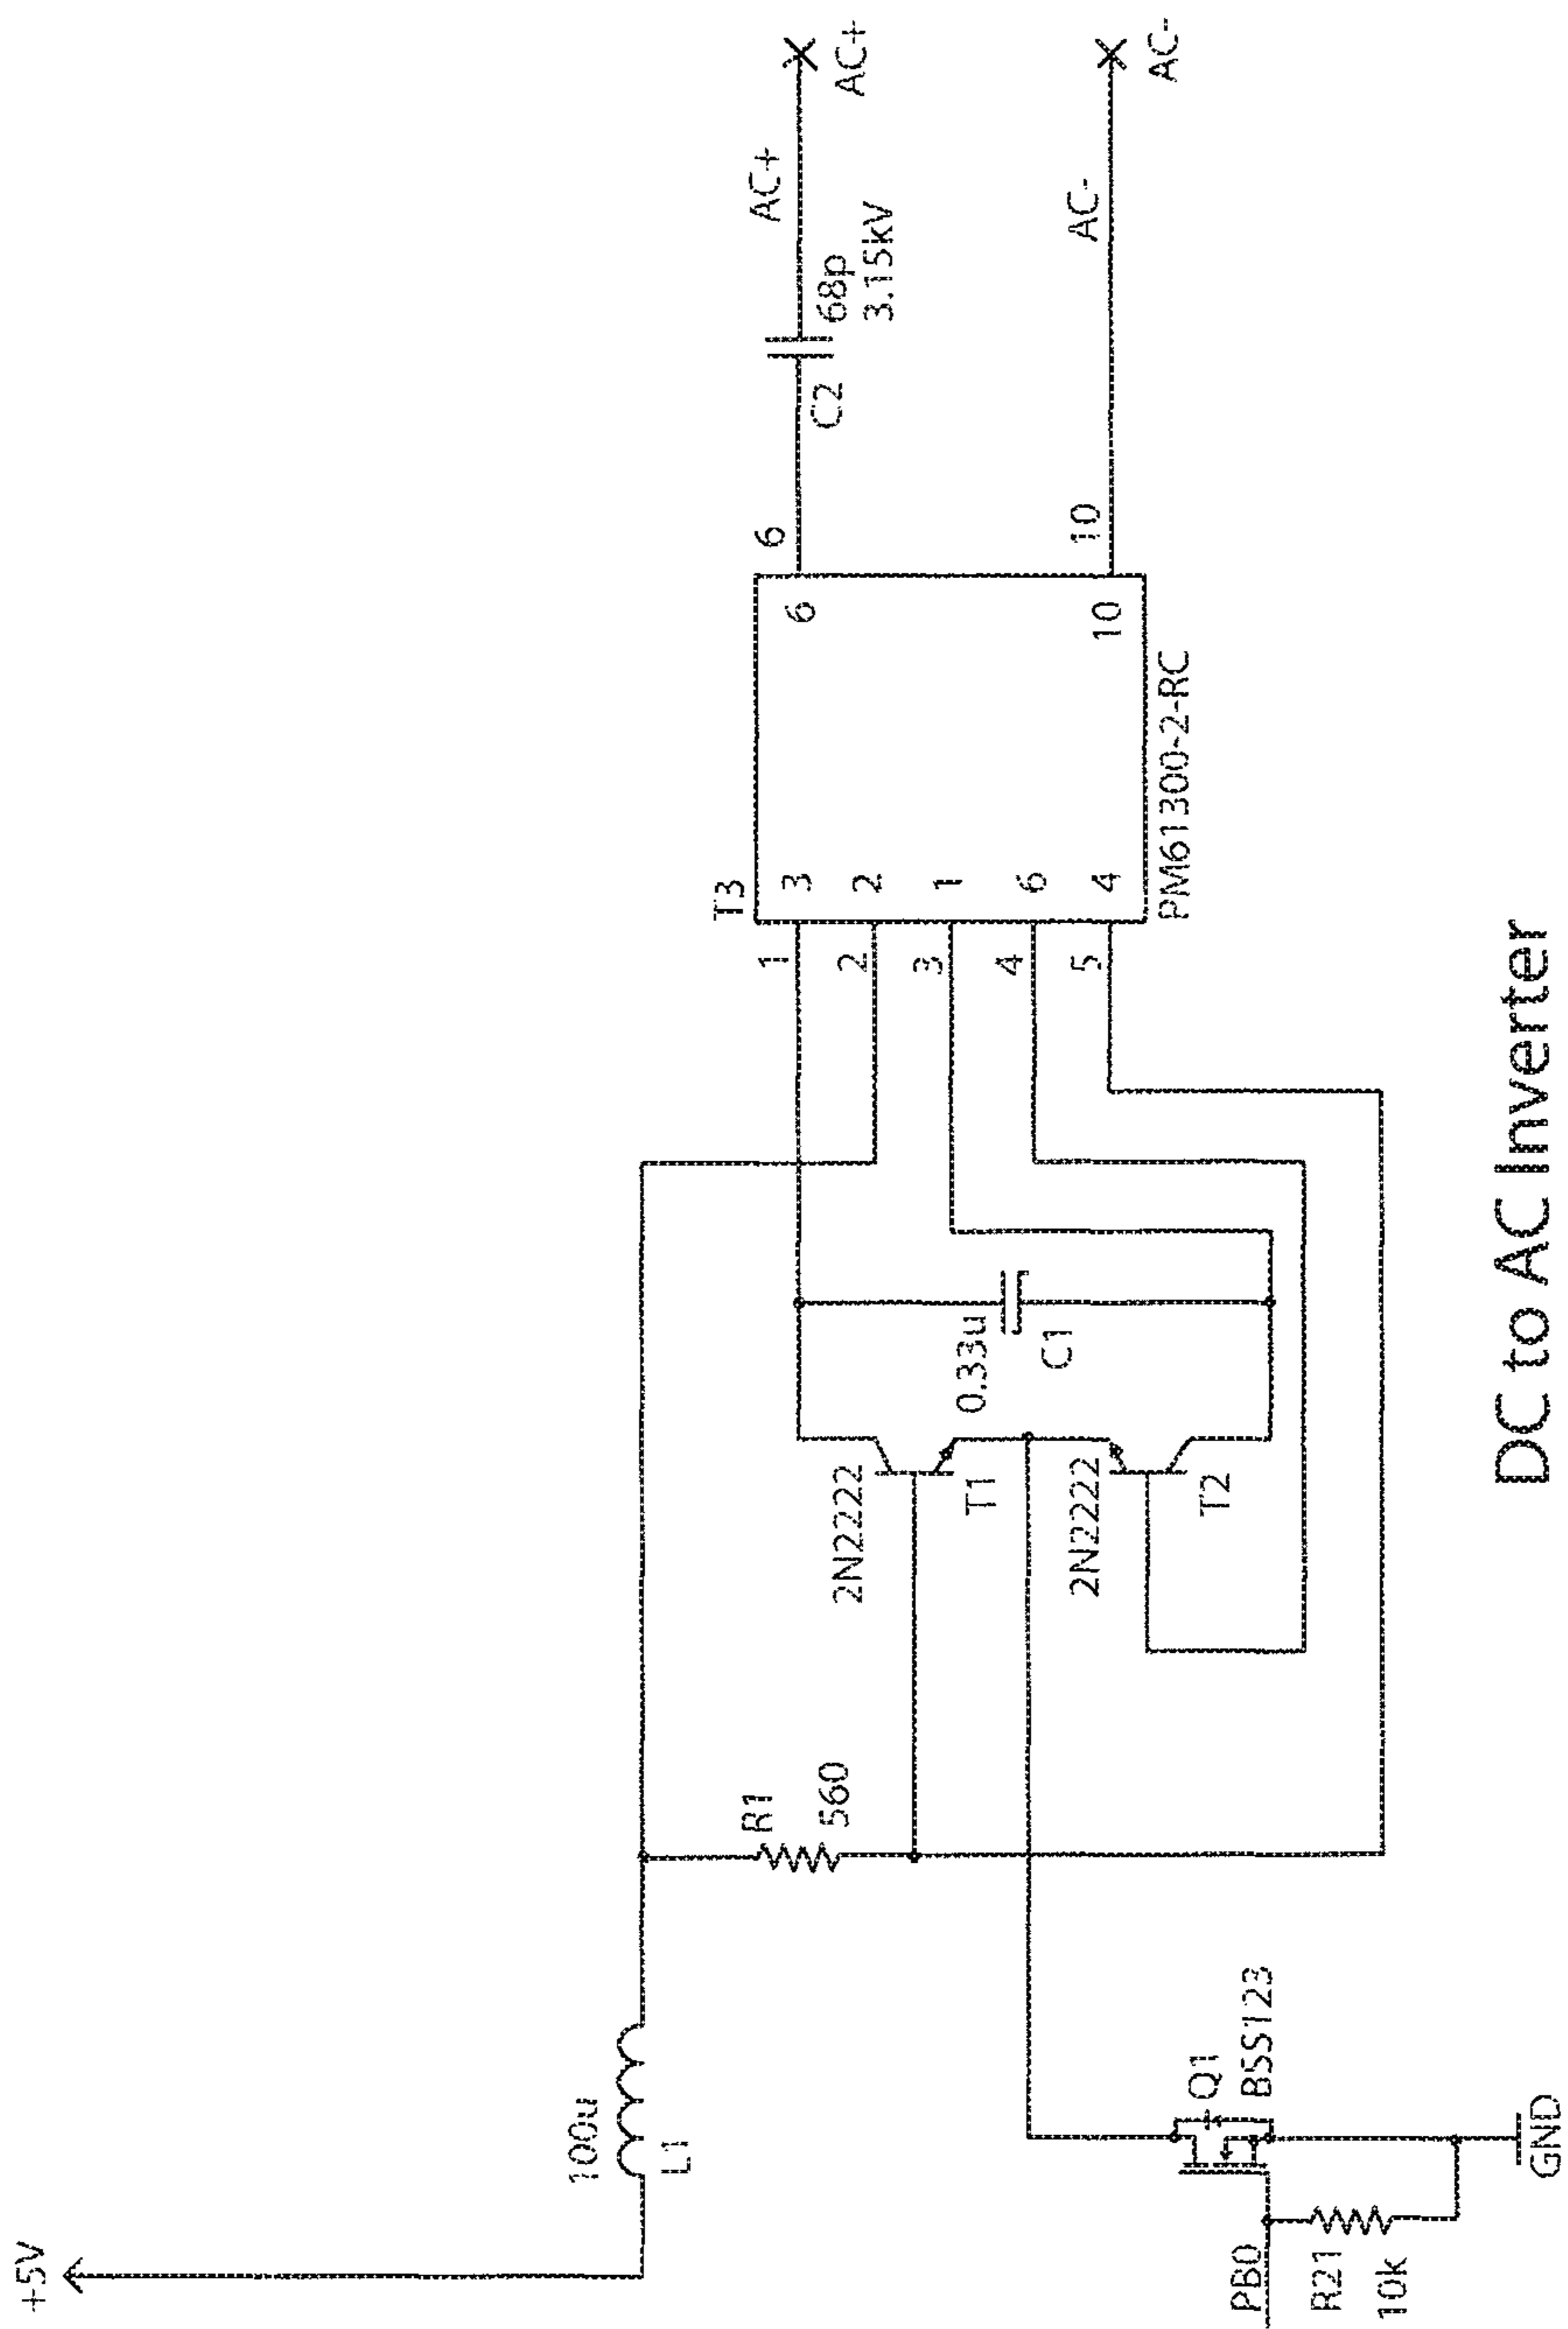 +5V
100u
L1
R1
560
2N2222
T1
0.33u
C1
2N2222
T2
PB0
R21
10k
Q1
BSS123
GND
T3
1
2
3
4
5
3
2
1
6
4
6
10
PM61300-2-RC
6
10
C2
68p
3.15kV
AC+
AC+
AC-
AC-
DC to AC Inverter